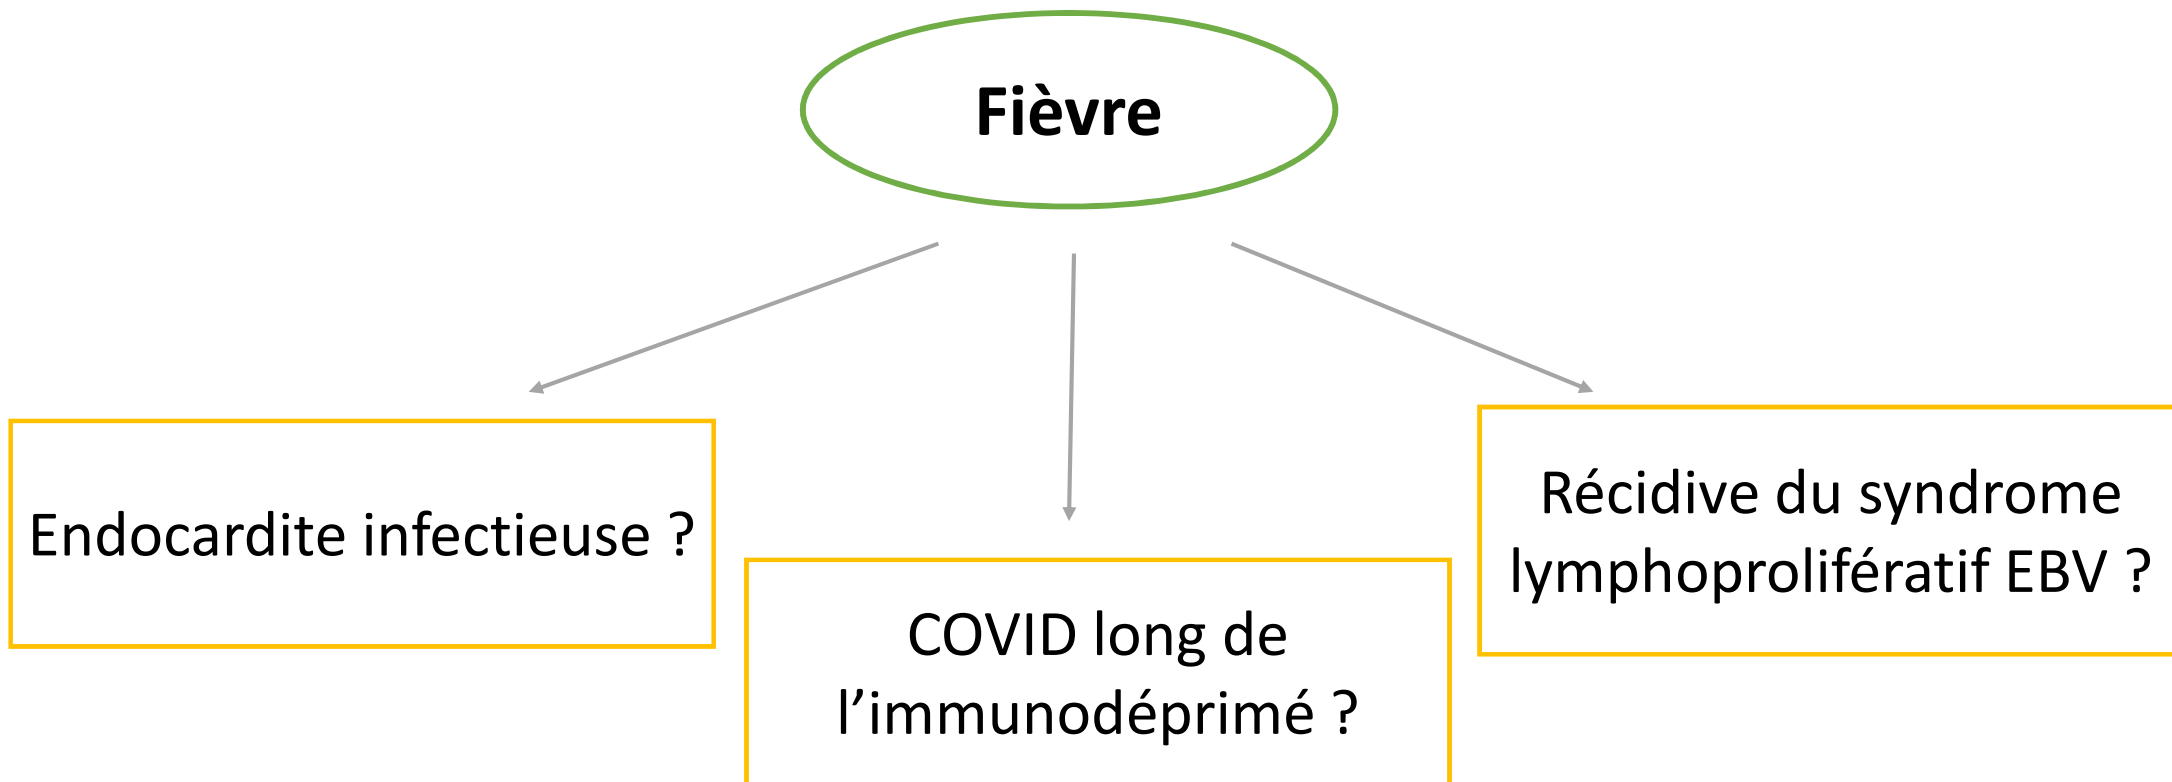 Fièvre
Endocardite infectieuse ?
COVID long de
l’immunodéprimé ?
Récidive du syndrome
lymphoprolifératif EBV ?